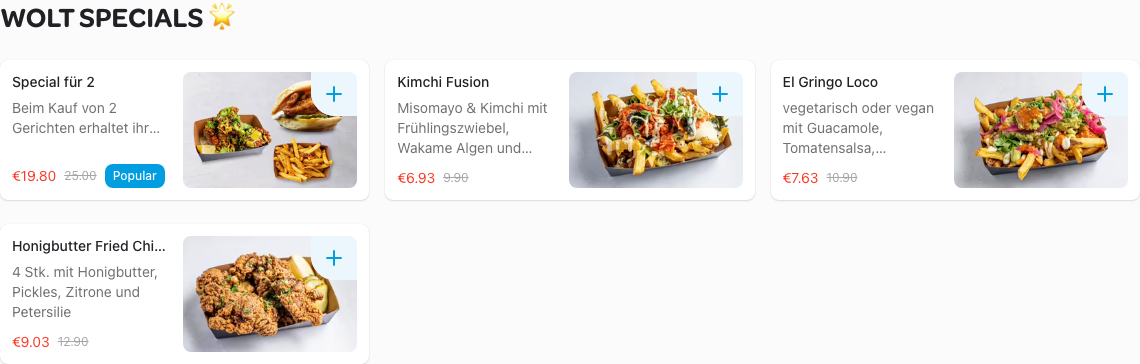 WOLT SPECIALS 🌟
Special für 2
Beim Kauf von 2
Gerichten erhaltet ihr...
€19.80 25.00 Popular
Kimchi Fusion
Misomayo & Kimchi mit
Frühlingszwiebel,
Wakame Algen und...
€6.93 9.90
El Gringo Loco
vegetarisch oder vegan
mit Guacamole,
Tomatensalsa,...
€7.63 10.90
Honigbutter Fried Chi...
4 Stk. mit Honigbutter,
Pickles, Zitrone und
Petersilie
€9.03 12.90